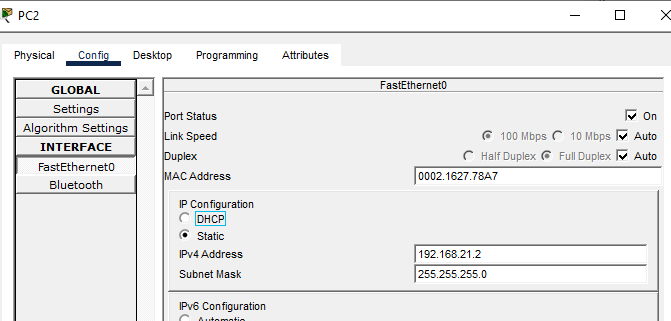 PC2
Physical Config Desktop Programming Attributes
GLOBAL
Settings
Algorithm Settings
INTERFACE
FastEthernet0
Bluetooth
FastEthernet0
Port Status On
Link Speed 100 Mbps 10 Mbps Auto
Duplex Half Duplex Full Duplex Auto
MAC Address 0002.1627.78A7
IP Configuration
DHCP
Static
IPv4 Address 192.168.21.2
Subnet Mask 255.255.255.0
IPv6 Configuration
Automatic